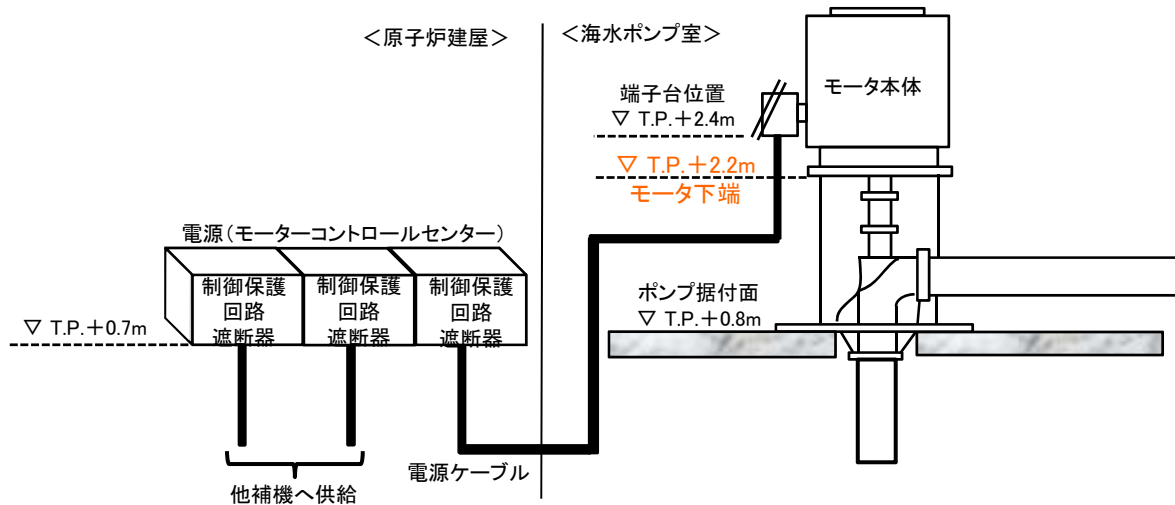 ＜原子炉建屋＞
＜海水ポンプ室＞
モータ本体
端子台位置
▽ T.P.＋2.4m
▽ T.P.＋2.2m
モータ下端
電源（モーターコントロールセンター）
制御保護
回路
遮断器
制御保護
回路
遮断器
制御保護
回路
遮断器
▽ T.P.＋0.7m
ポンプ据付面
▽ T.P.＋0.8m
電源ケーブル
他補機へ供給